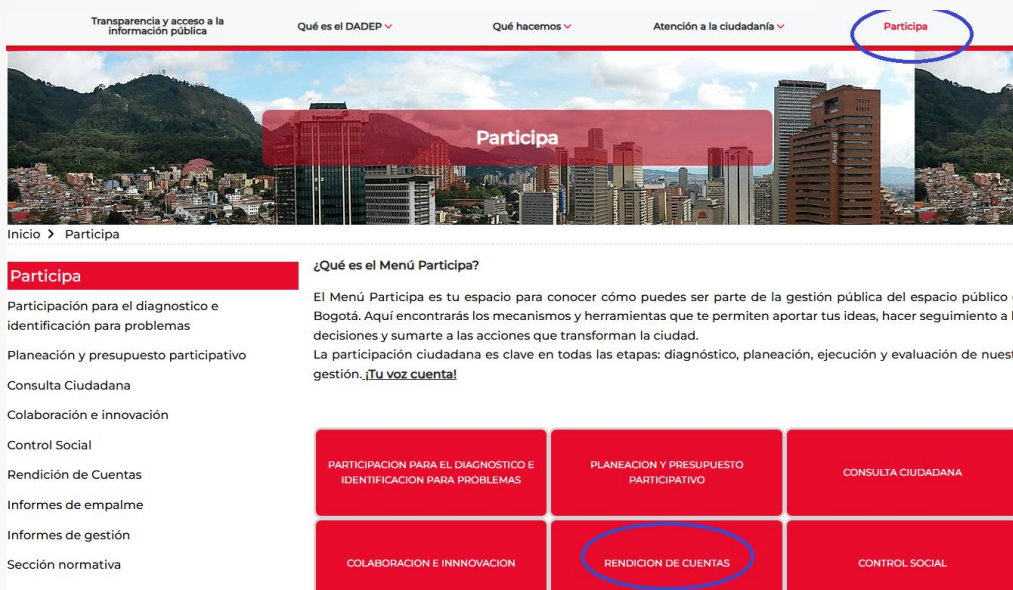 Transparencia y acceso a la
información pública
Qué es el DADEP
Qué hacemos
Atención a la ciudadanía
Participa
Bancolombia
Participa
Allianz
Inicio > Participa
Participa
Participación para el diagnostico e
identificación para problemas
Planeación y presupuesto participativo
Consulta Ciudadana
Colaboración e innovación
Control Social
Rendición de Cuentas
Informes de empalme
Informes de gestión
Sección normativa
¿Qué es el Menú Participa?
El Menú Participa es tu espacio para conocer cómo puedes ser parte de la gestión pública del espacio público
Bogotá. Aquí encontrarás los mecanismos y herramientas que te permiten aportar tus ideas, hacer seguimiento a
decisiones y sumarte a las acciones que transforman la ciudad.
La participación ciudadana es clave en todas las etapas: diagnóstico, planeación, ejecución y evaluación de nuest
gestión. ¡Tu voz cuenta!
PARTICIPACION PARA EL DIAGNOSTICO E
IDENTIFICACION PARA PROBLEMAS
PLANEACION Y PRESUPUESTO
PARTICIPATIVO
CONSULTA CIUDADANA
COLABORACION E INNNOVACION
RENDICION DE CUENTAS
CONTROL SOCIAL